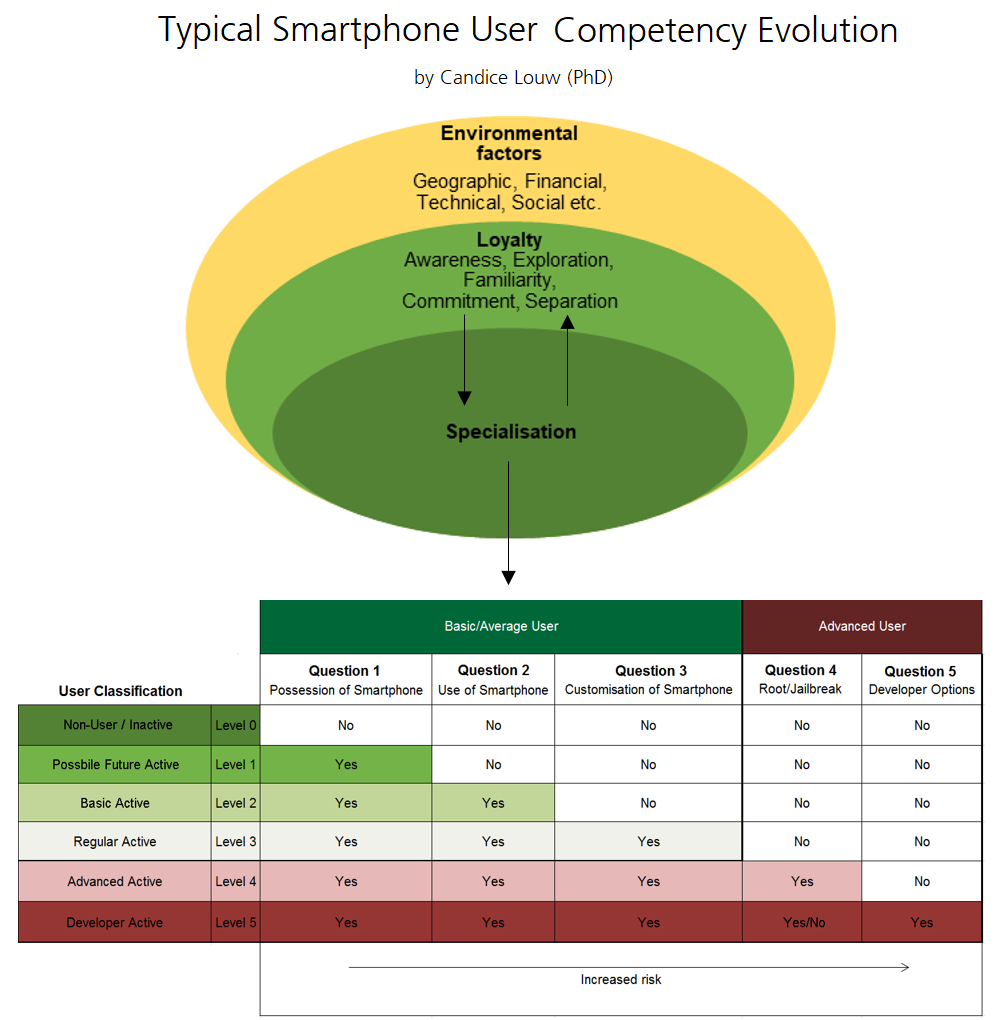 Typical Smartphone User Competency Evolution
by Candice Louw (PhD)
Environmental
factors
Geographic, Financial,
Technical, Social etc.
Loyalty
Awareness, Exploration,
Familiarity,
Commitment, Separation
Specialisation
Basic/Average User Advanced User
User Classification
Question 1 Question 2 Question 3 Question 4 Question 5
Possession of Smartphone Use of Smartphone Customisation of Smartphone Root/Jailbreak Developer Options
Non-User / Inactive Level 0 No No No No No
Possbile Future Active Level 1 Yes No No No No
Basic Active Level 2 Yes Yes No No No
Regular Active Level 3 Yes Yes Yes No No
Advanced Active Level 4 Yes Yes Yes Yes No
Developer Active Level 5 Yes Yes Yes Yes/No Yes
Increased risk